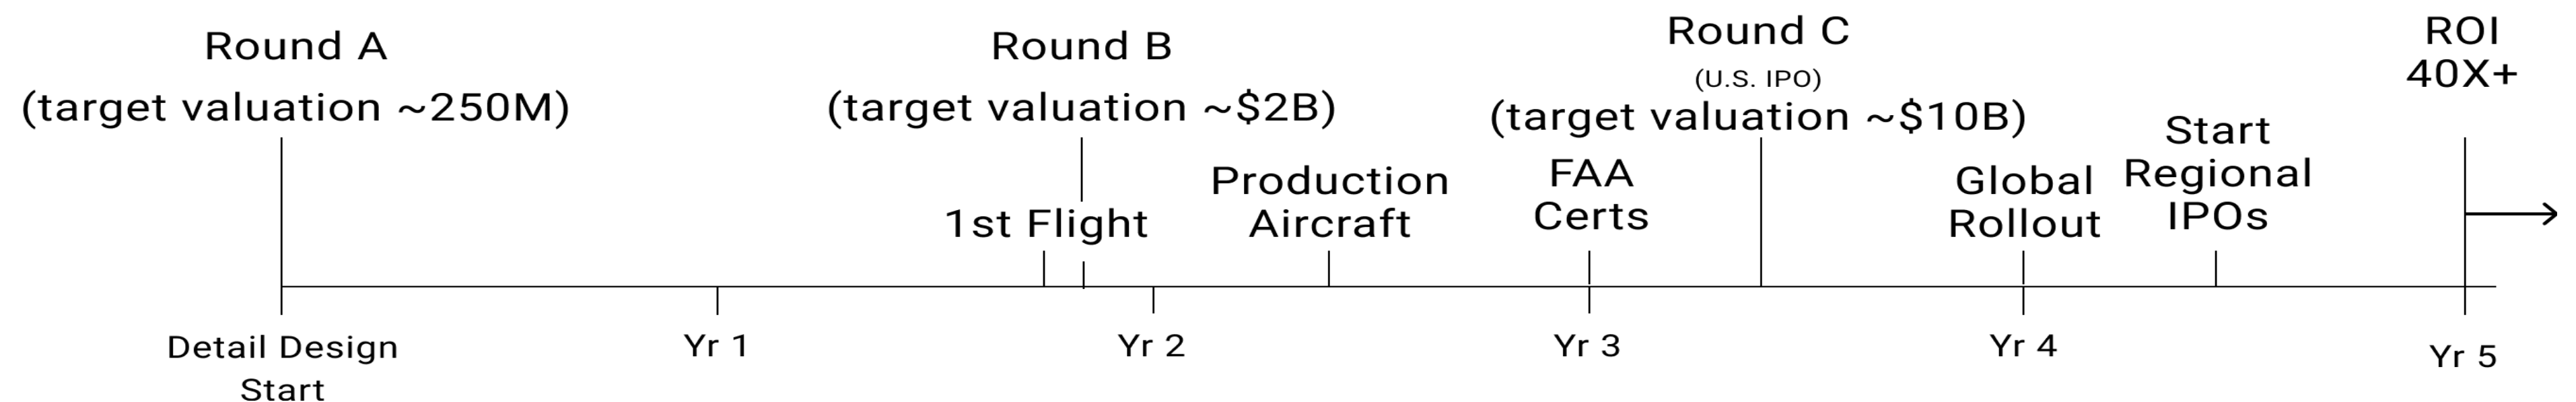 Round A
(target valuation ~250M)
Round B
(target valuation ~$2B)
Round C
(U.S. IPO)
(target valuation ~$10B)
ROI
40X+
1st Flight
Production
Aircraft
FAA
Certs
Global
Rollout
Start
Regional
IPOs
Detail Design
Start
Yr 1
Yr 2
Yr 3
Yr 4
Yr 5